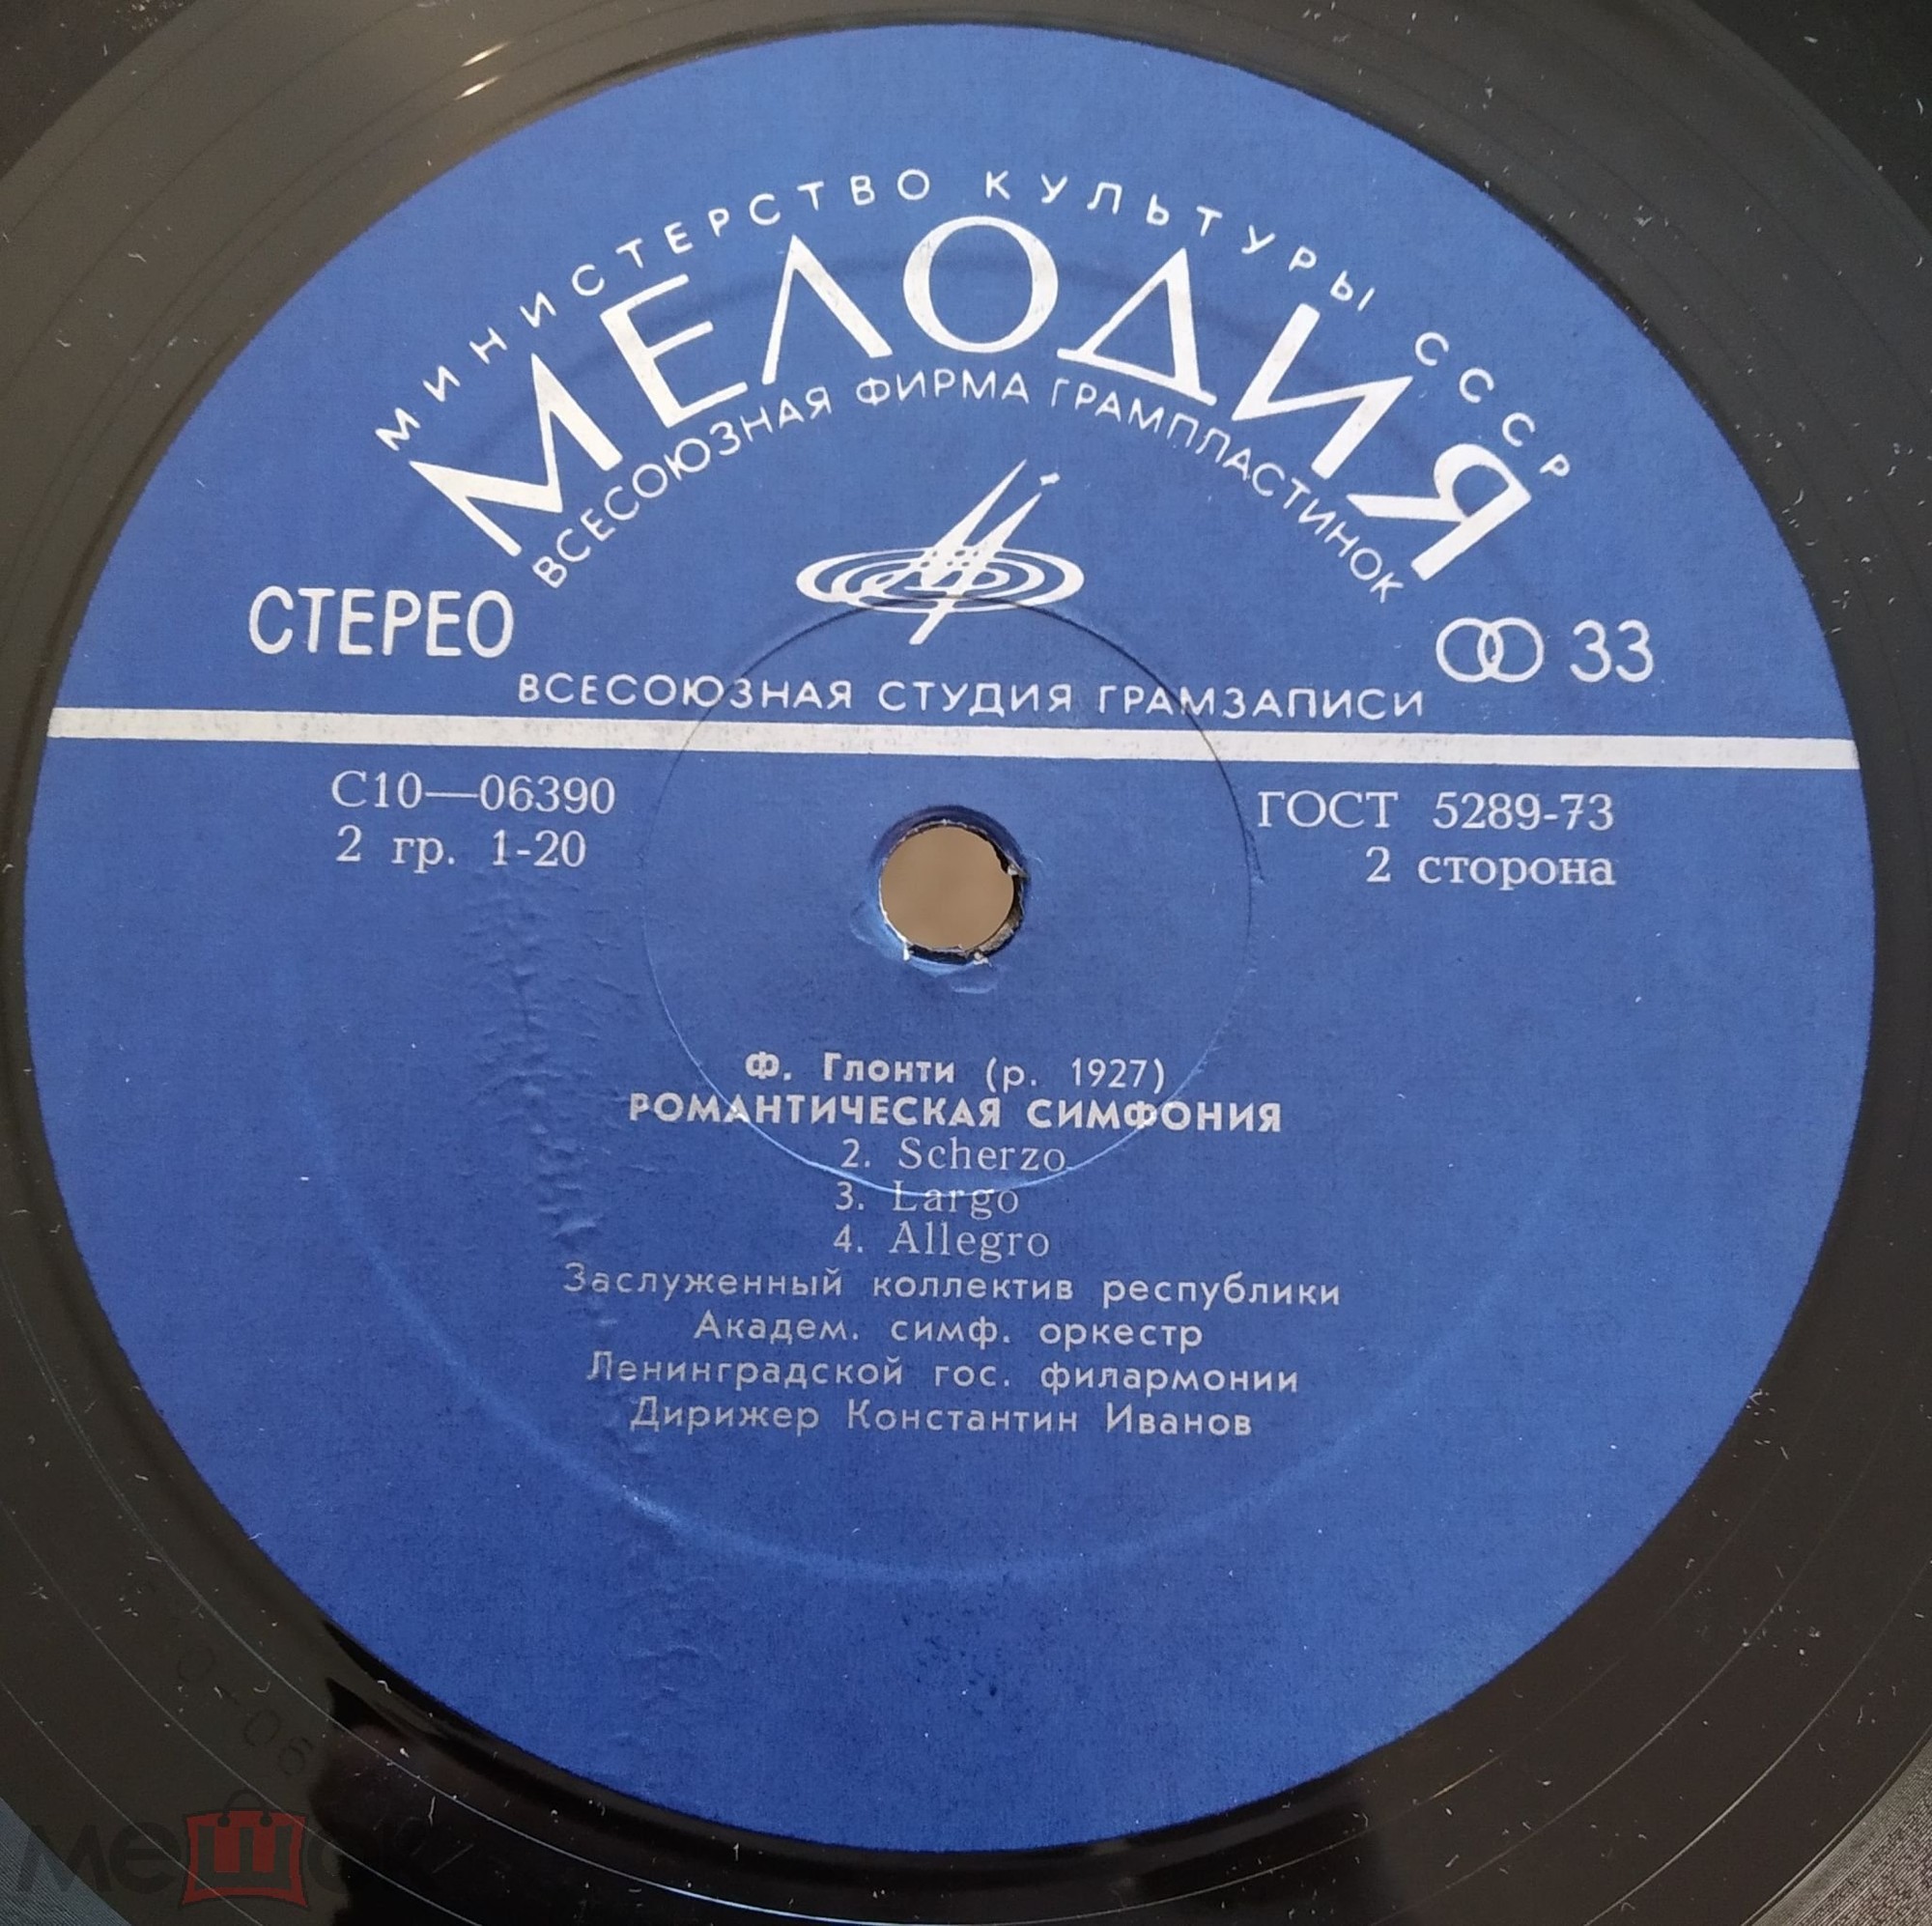 МИНИСТЕРСТВО КУЛЬТУРЫ СССР
МЕЛОДИЯ
ВСЕСОЮЗНАЯ ФИРМА ГРАМПЛАСТИНОК
СТЕРЕО
33
ВСЕСОЮЗНАЯ СТУДИЯ ГРАМЗАПИСИ
С10—06390
ГОСТ 5289-73
2 гр. 1-20
2 сторона
Ф. Глонти (р. 1927)
РОМАНТИЧЕСКАЯ СИМФОНИЯ
2. Scherzo
3. Largo
4. Allegro
Заслуженный коллектив республики
Академ. симф. оркестр
Ленинградской гос. филармонии
Дирижер Константин Иванов